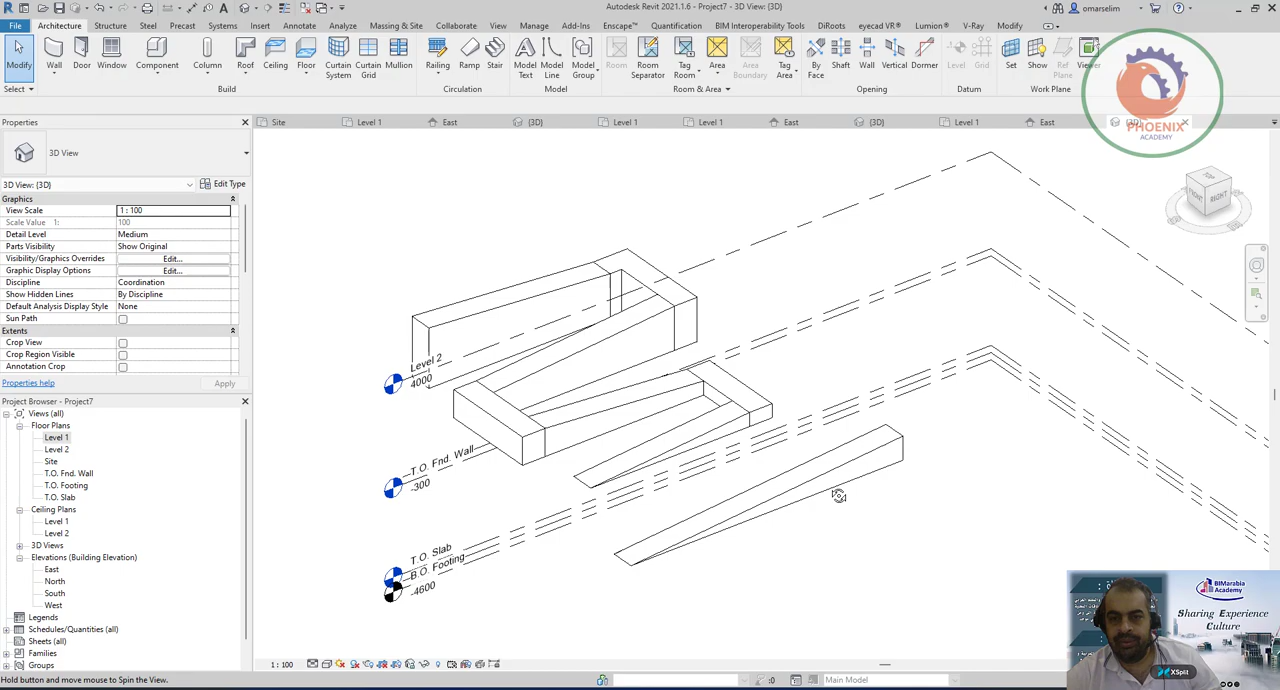 Autodesk Revit 2021.1.6 - Project7 - 3D View: {3D}
omarselim
File Architecture Structure Steel Precast Systems Insert Annotate Analyze Massing & Site Collaborate View Manage Add-Ins Enscape™ Quantification BIM Interoperability Tools DiRoots eyecad VR® Lumion® V-Ray Modify
Modify Wall Door Window Component Column Roof Ceiling Floor Curtain System Curtain Grid Mullion Railing Ramp Stair Model Text Model Line Model Group Room Room Separator Tag Room Area Area Boundary Tag Area By Face Shaft Wall Vertical Dormer Level Grid Set Show Ref Plane Viewer
Select Build Circulation Model Room & Area Opening Datum Work Plane
PHOENIX
ACADEMY
Properties
Site Level 1 East {3D} Level 1 Level 1 East {3D} Level 1 East {3D}
3D View
3D View: {3D} Edit Type
Graphics
View Scale 1 : 100
Scale Value 1: 100
Detail Level Medium
Parts Visibility Show Original
Visibility/Graphics Overrides Edit...
Graphic Display Options Edit...
Discipline Coordination
Show Hidden Lines By Discipline
Default Analysis Display Style None
Sun Path
Extents
Crop View
Crop Region Visible
Annotation Crop
Properties help Apply
Project Browser - Project7
Views (all)
Floor Plans
Level 1
Level 2
Site
T.O. Fnd. Wall
T.O. Footing
T.O. Slab
Ceiling Plans
Level 1
Level 2
3D Views
Elevations (Building Elevation)
East
North
South
West
Legends
Schedules/Quantities (all)
Sheets (all)
Families
Groups
TOP
FRONT RIGHT
Level 2
4000
T.O. Fnd. Wall
-300
T.O. Slab
B.O. Footing
-4600
BIMarabia
Academy
Sharing Experience
Culture
XSplit
1 : 100
Hold button and move mouse to Spin the View.
:0
Main Model